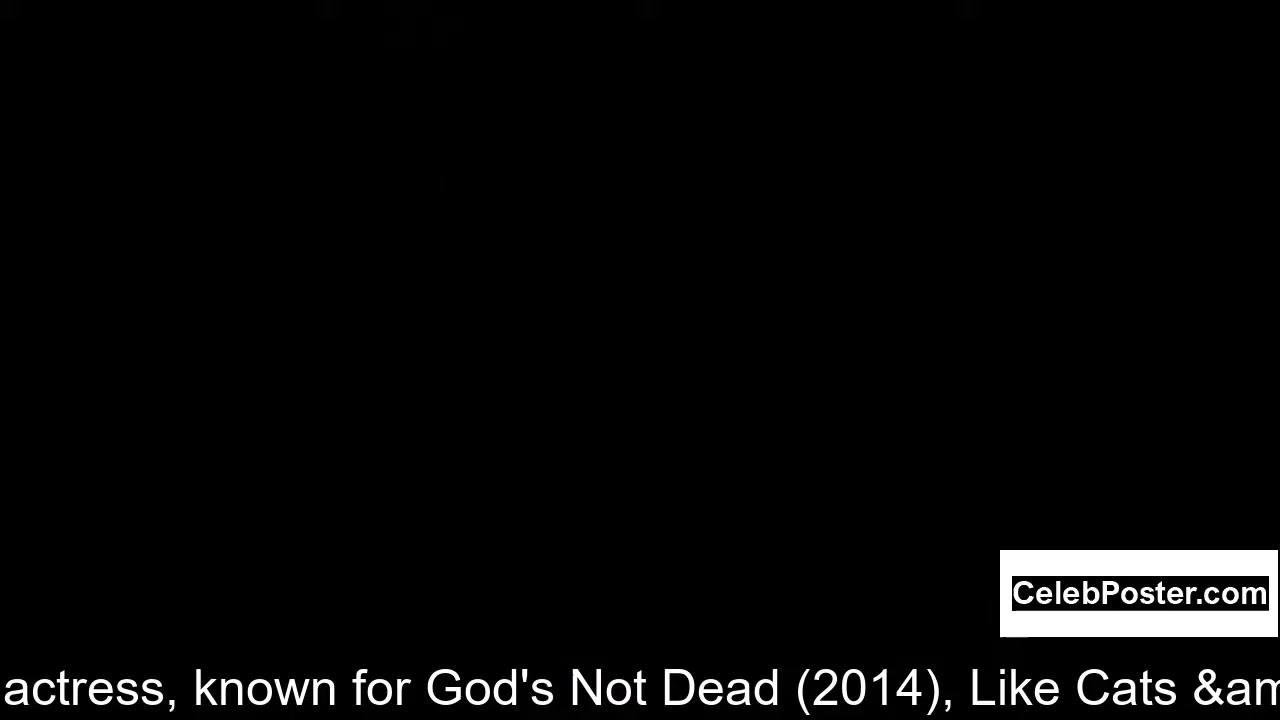 CelebPoster.com
actress, known for God's Not Dead (2014), Like Cats &am